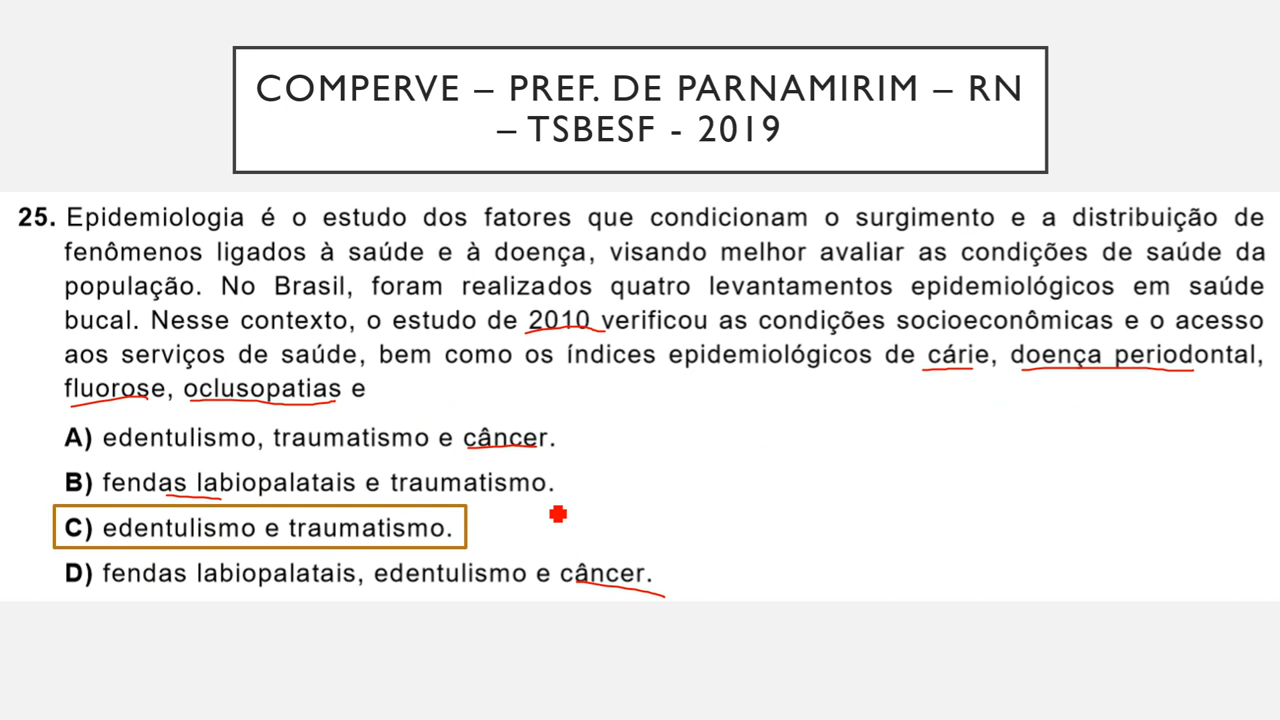 COMPERVE – PREF. DE PARNAMIRIM – RN
– TSBESF - 2019
25. Epidemiologia é o estudo dos fatores que condicionam o surgimento e a distribuição de
fenômenos ligados à saúde e à doença, visando melhor avaliar as condições de saúde da
população. No Brasil, foram realizados quatro levantamentos epidemiológicos em saúde
bucal. Nesse contexto, o estudo de 2010 verificou as condições socioeconômicas e o acesso
aos serviços de saúde, bem como os índices epidemiológicos de cárie, doença periodontal,
fluorose, oclusopatias e
A) edentulismo, traumatismo e câncer.
B) fendas labiopalatais e traumatismo.
C) edentulismo e traumatismo.
D) fendas labiopalatais, edentulismo e câncer.